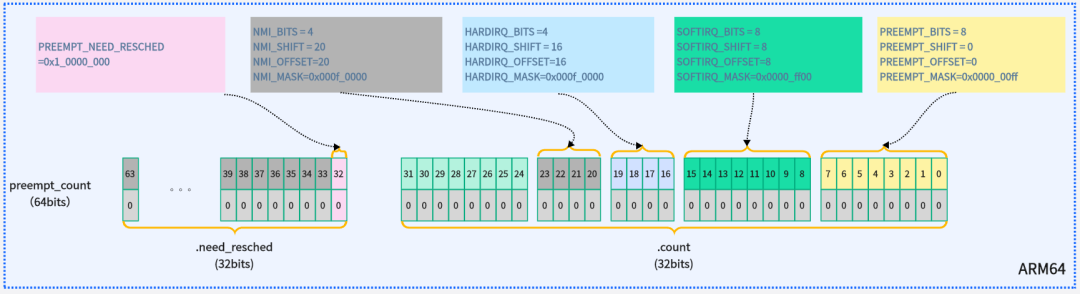 PREEMPT_NEED_RESCHED
=0x1_0000_000
NMI_BITS = 4
NMI_SHIFT = 20
NMI_OFFSET=20
NMI_MASK=0x000f_0000
HARDIRQ_BITS=4
HARDIRQ_SHIFT = 16
HARDIRQ_OFFSET=16
HARDIRQ_MASK=0x000f_0000
SOFTIRQ_BITS = 8
SOFTIRQ_SHIFT = 8
SOFTIRQ_OFFSET=8
SOFTIRQ_MASK=0x0000_ff00
PREEMPT_BITS = 8
PREEMPT_SHIFT = 0
PREEMPT_OFFSET=0
PREEMPT_MASK=0x0000_00ff
preempt_count
(64bits)
63 。。。 39 38 37 36 35 34 33 32 31 30 29 28 27 26 25 24 23 22 21 20 19 18 17 16 15 14 13 12 11 10 9 8 7 6 5 4 3 2 1 0
0 0 0 0 0 0 0 0 0 0 0 0 0 0 0 0 0 0 0 0 0 0 0 0 0 0 0 0 0 0 0 0 0 0 0 0 0 0 0 0 0
.need_resched
(32bits)
.count
(32bits)
ARM64